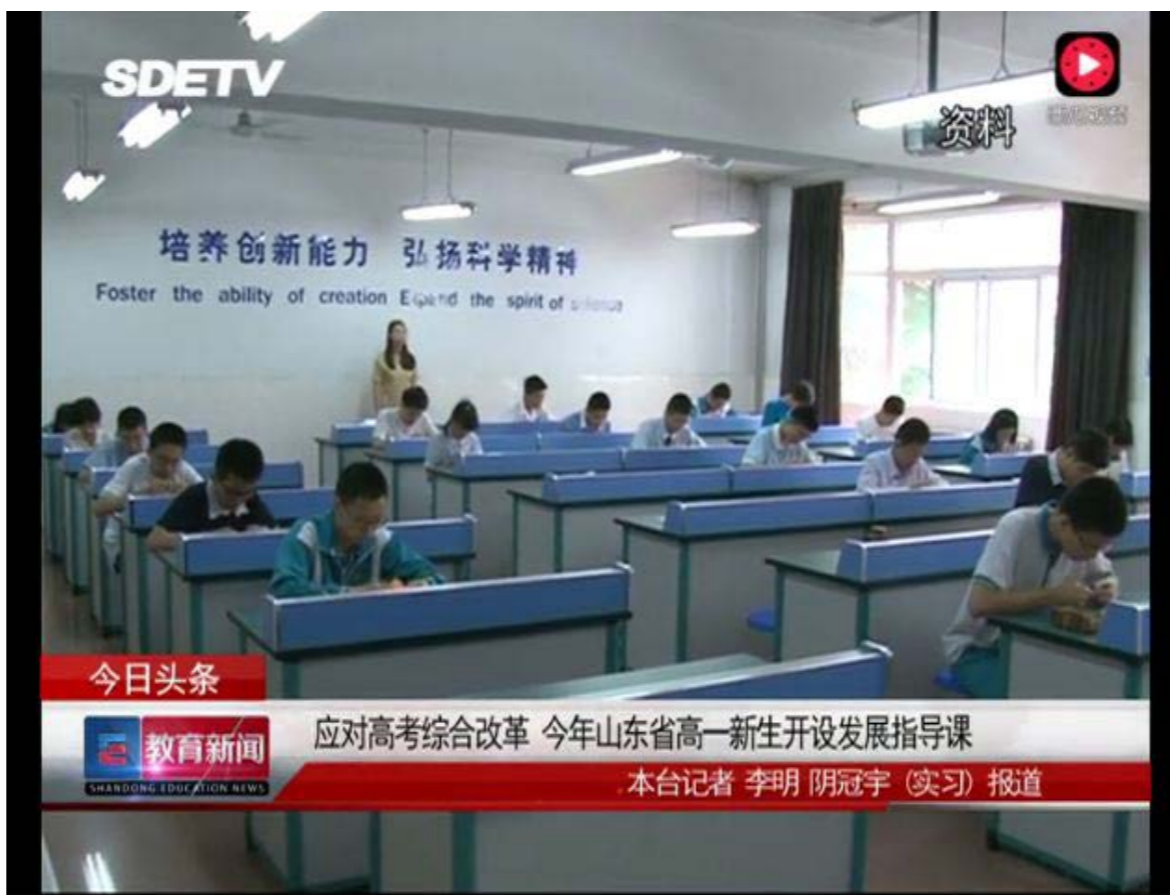 SDETV
资料
培养创新能力 弘扬科学精神
Foster the ability of creation Expand the spirit of science
今日头条
教育新闻
SHANDONG EDUCATION NEWS
应对高考综合改革 今年山东省高一新生开设发展指导课
本台记者 李明 阴冠宇（实习）报道